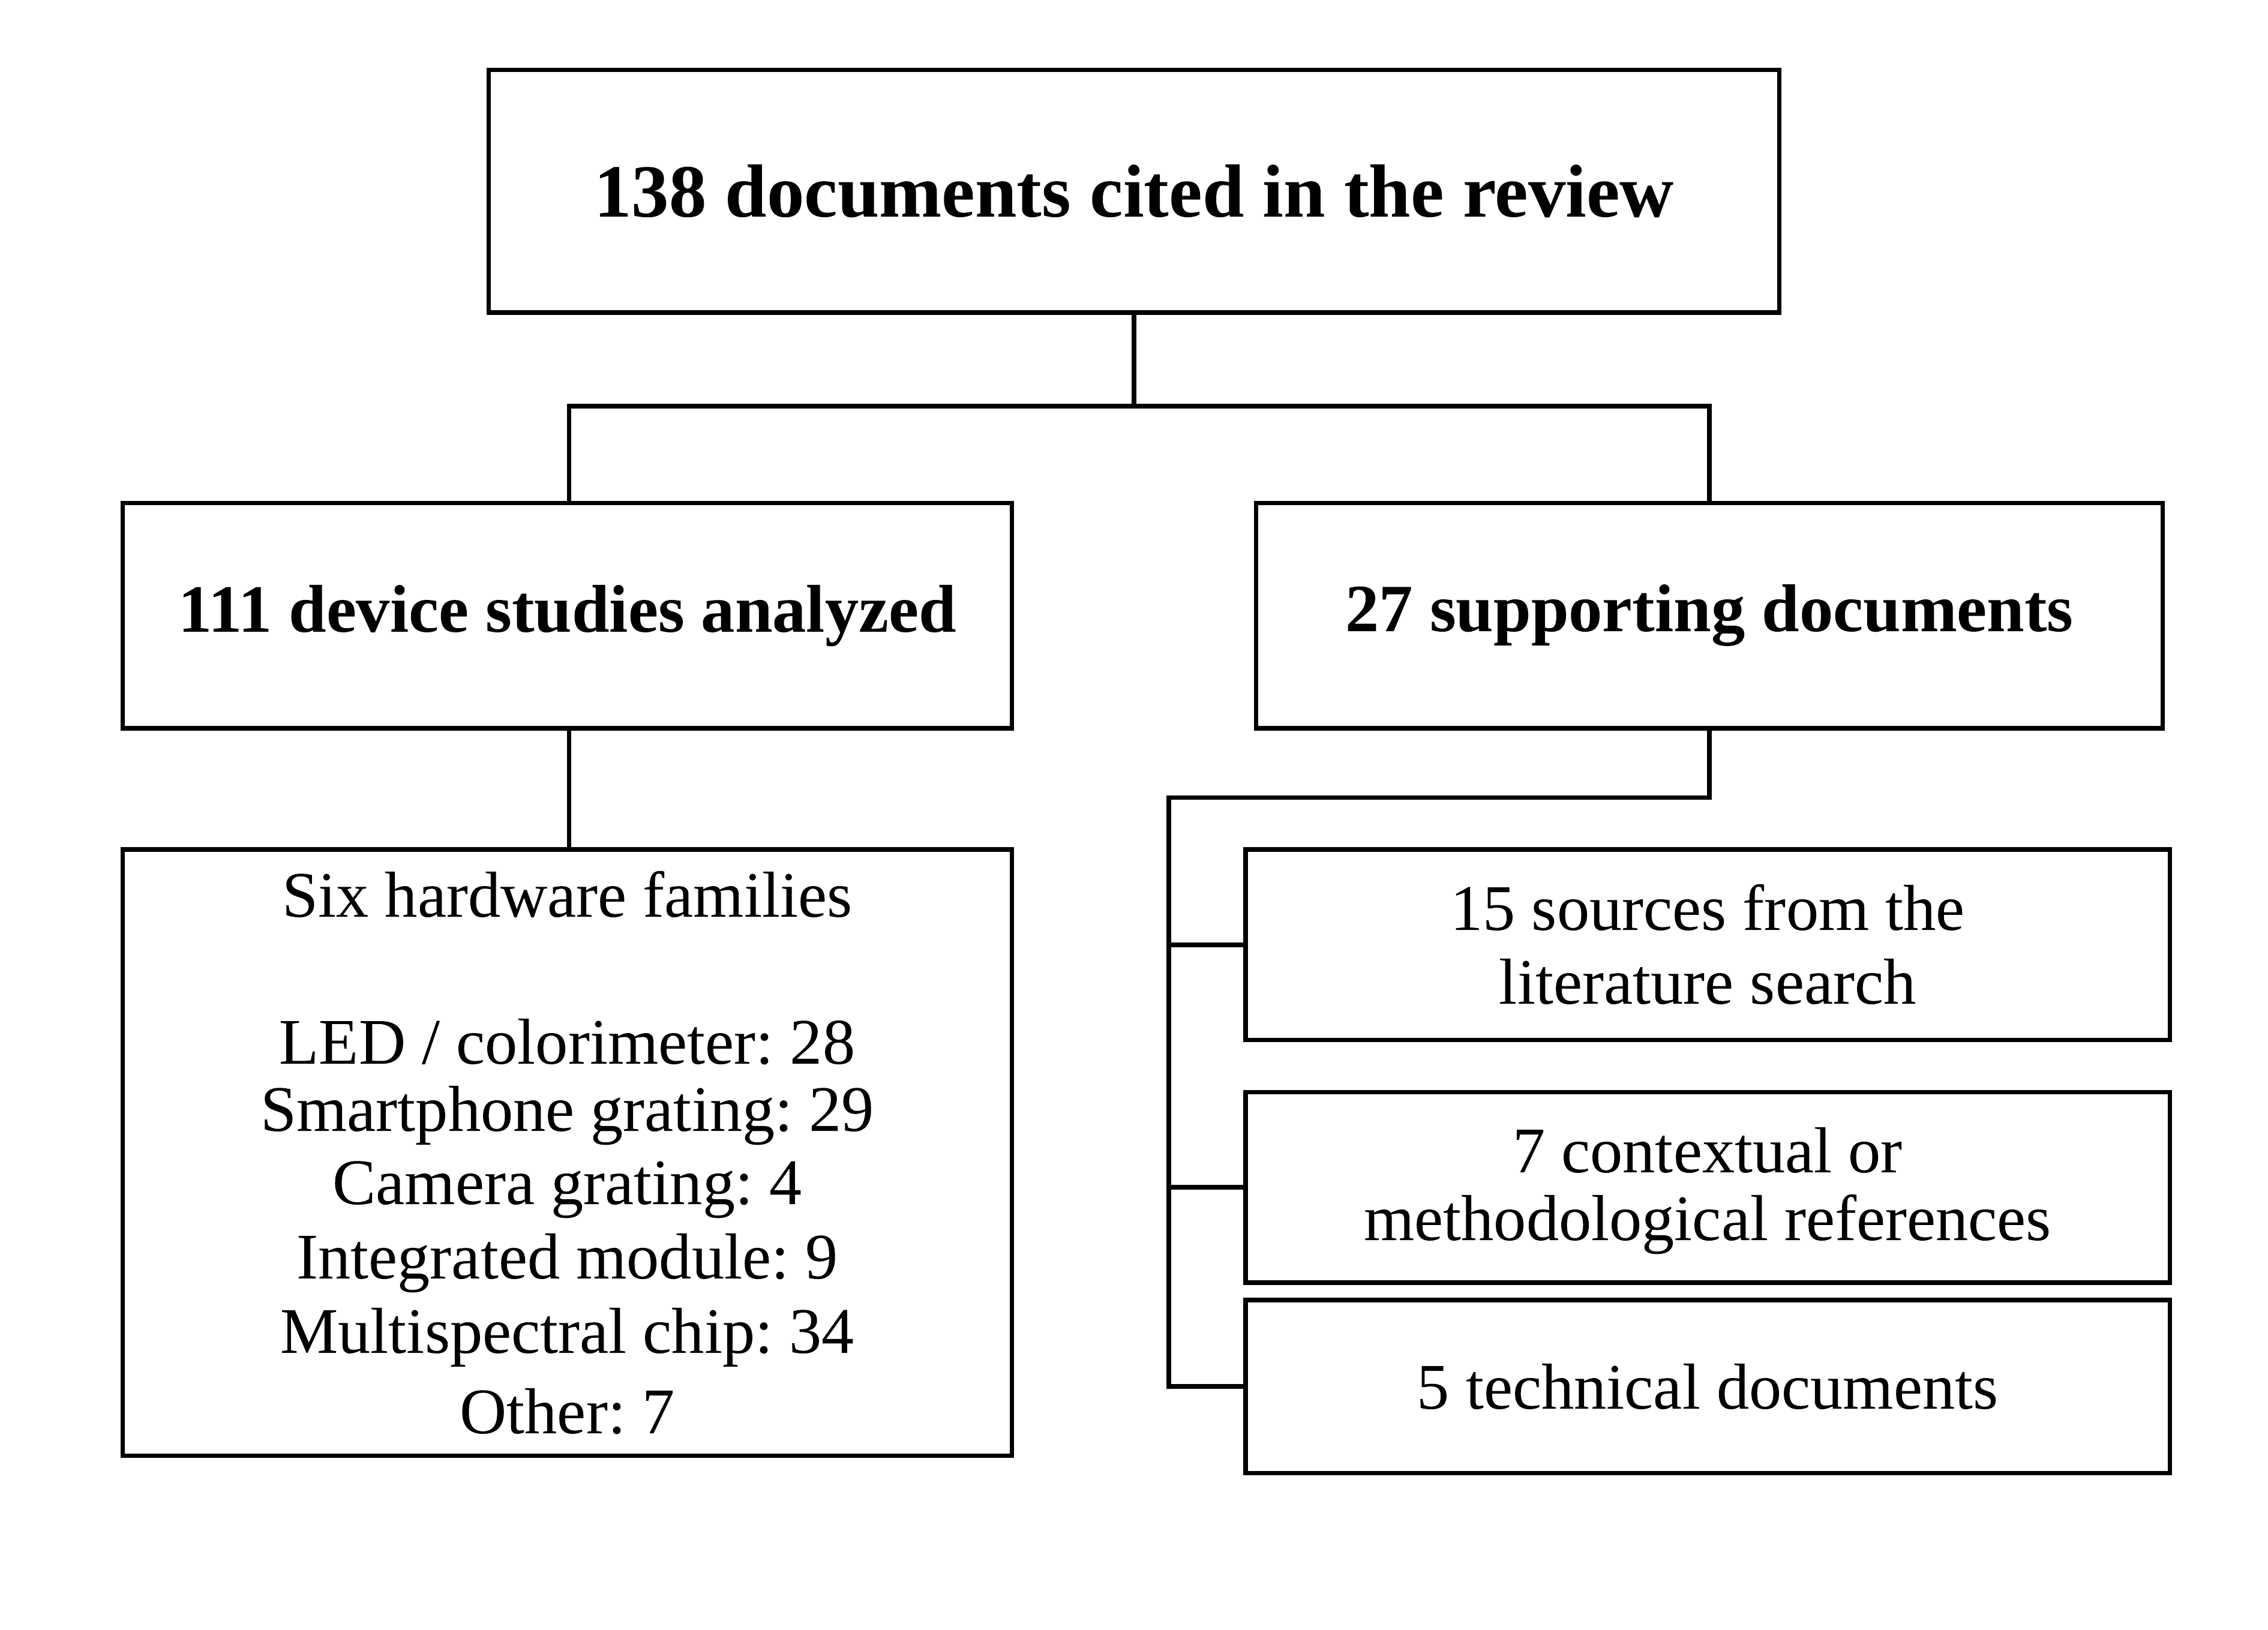 138 documents cited in the review
111 device studies analyzed
27 supporting documents
Six hardware families
LED / colorimeter: 28
Smartphone grating: 29
Camera grating: 4
Integrated module: 9
Multispectral chip: 34
Other: 7
15 sources from the
literature search
7 contextual or
methodological references
5 technical documents